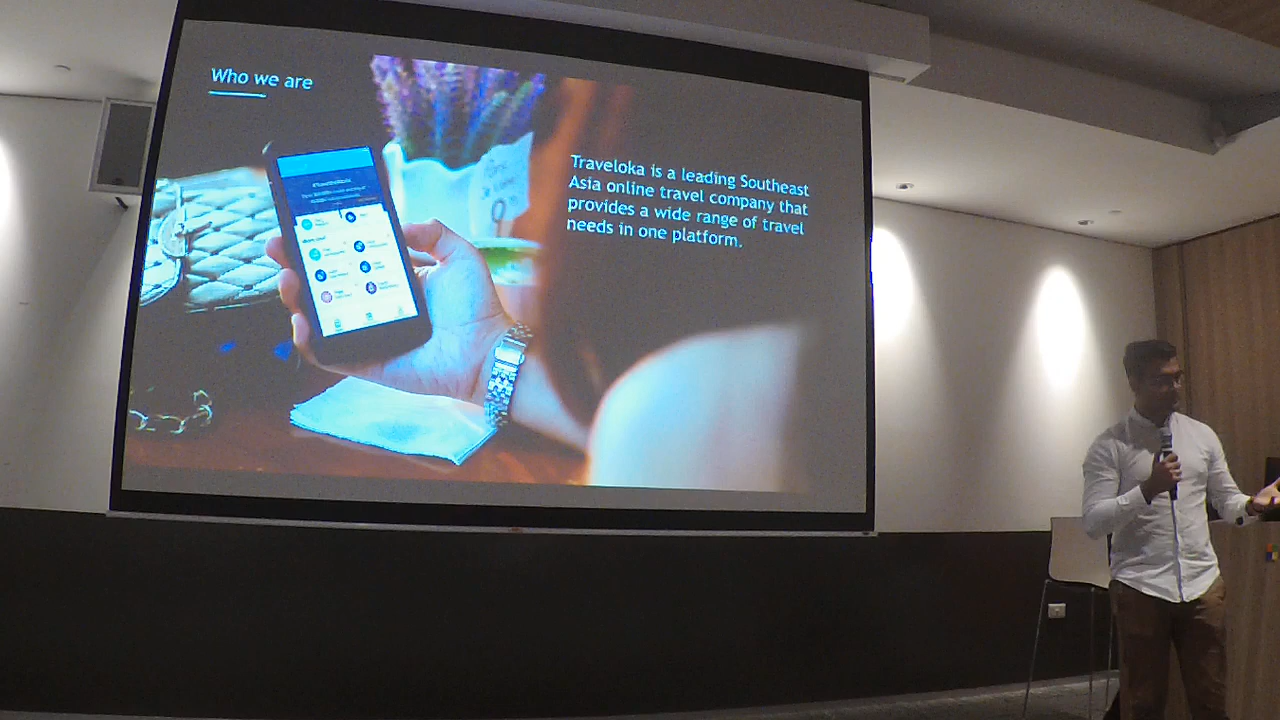 Who we are
Traveloka is a leading Southeast
Asia online travel company that
provides a wide range of travel
needs in one platform.